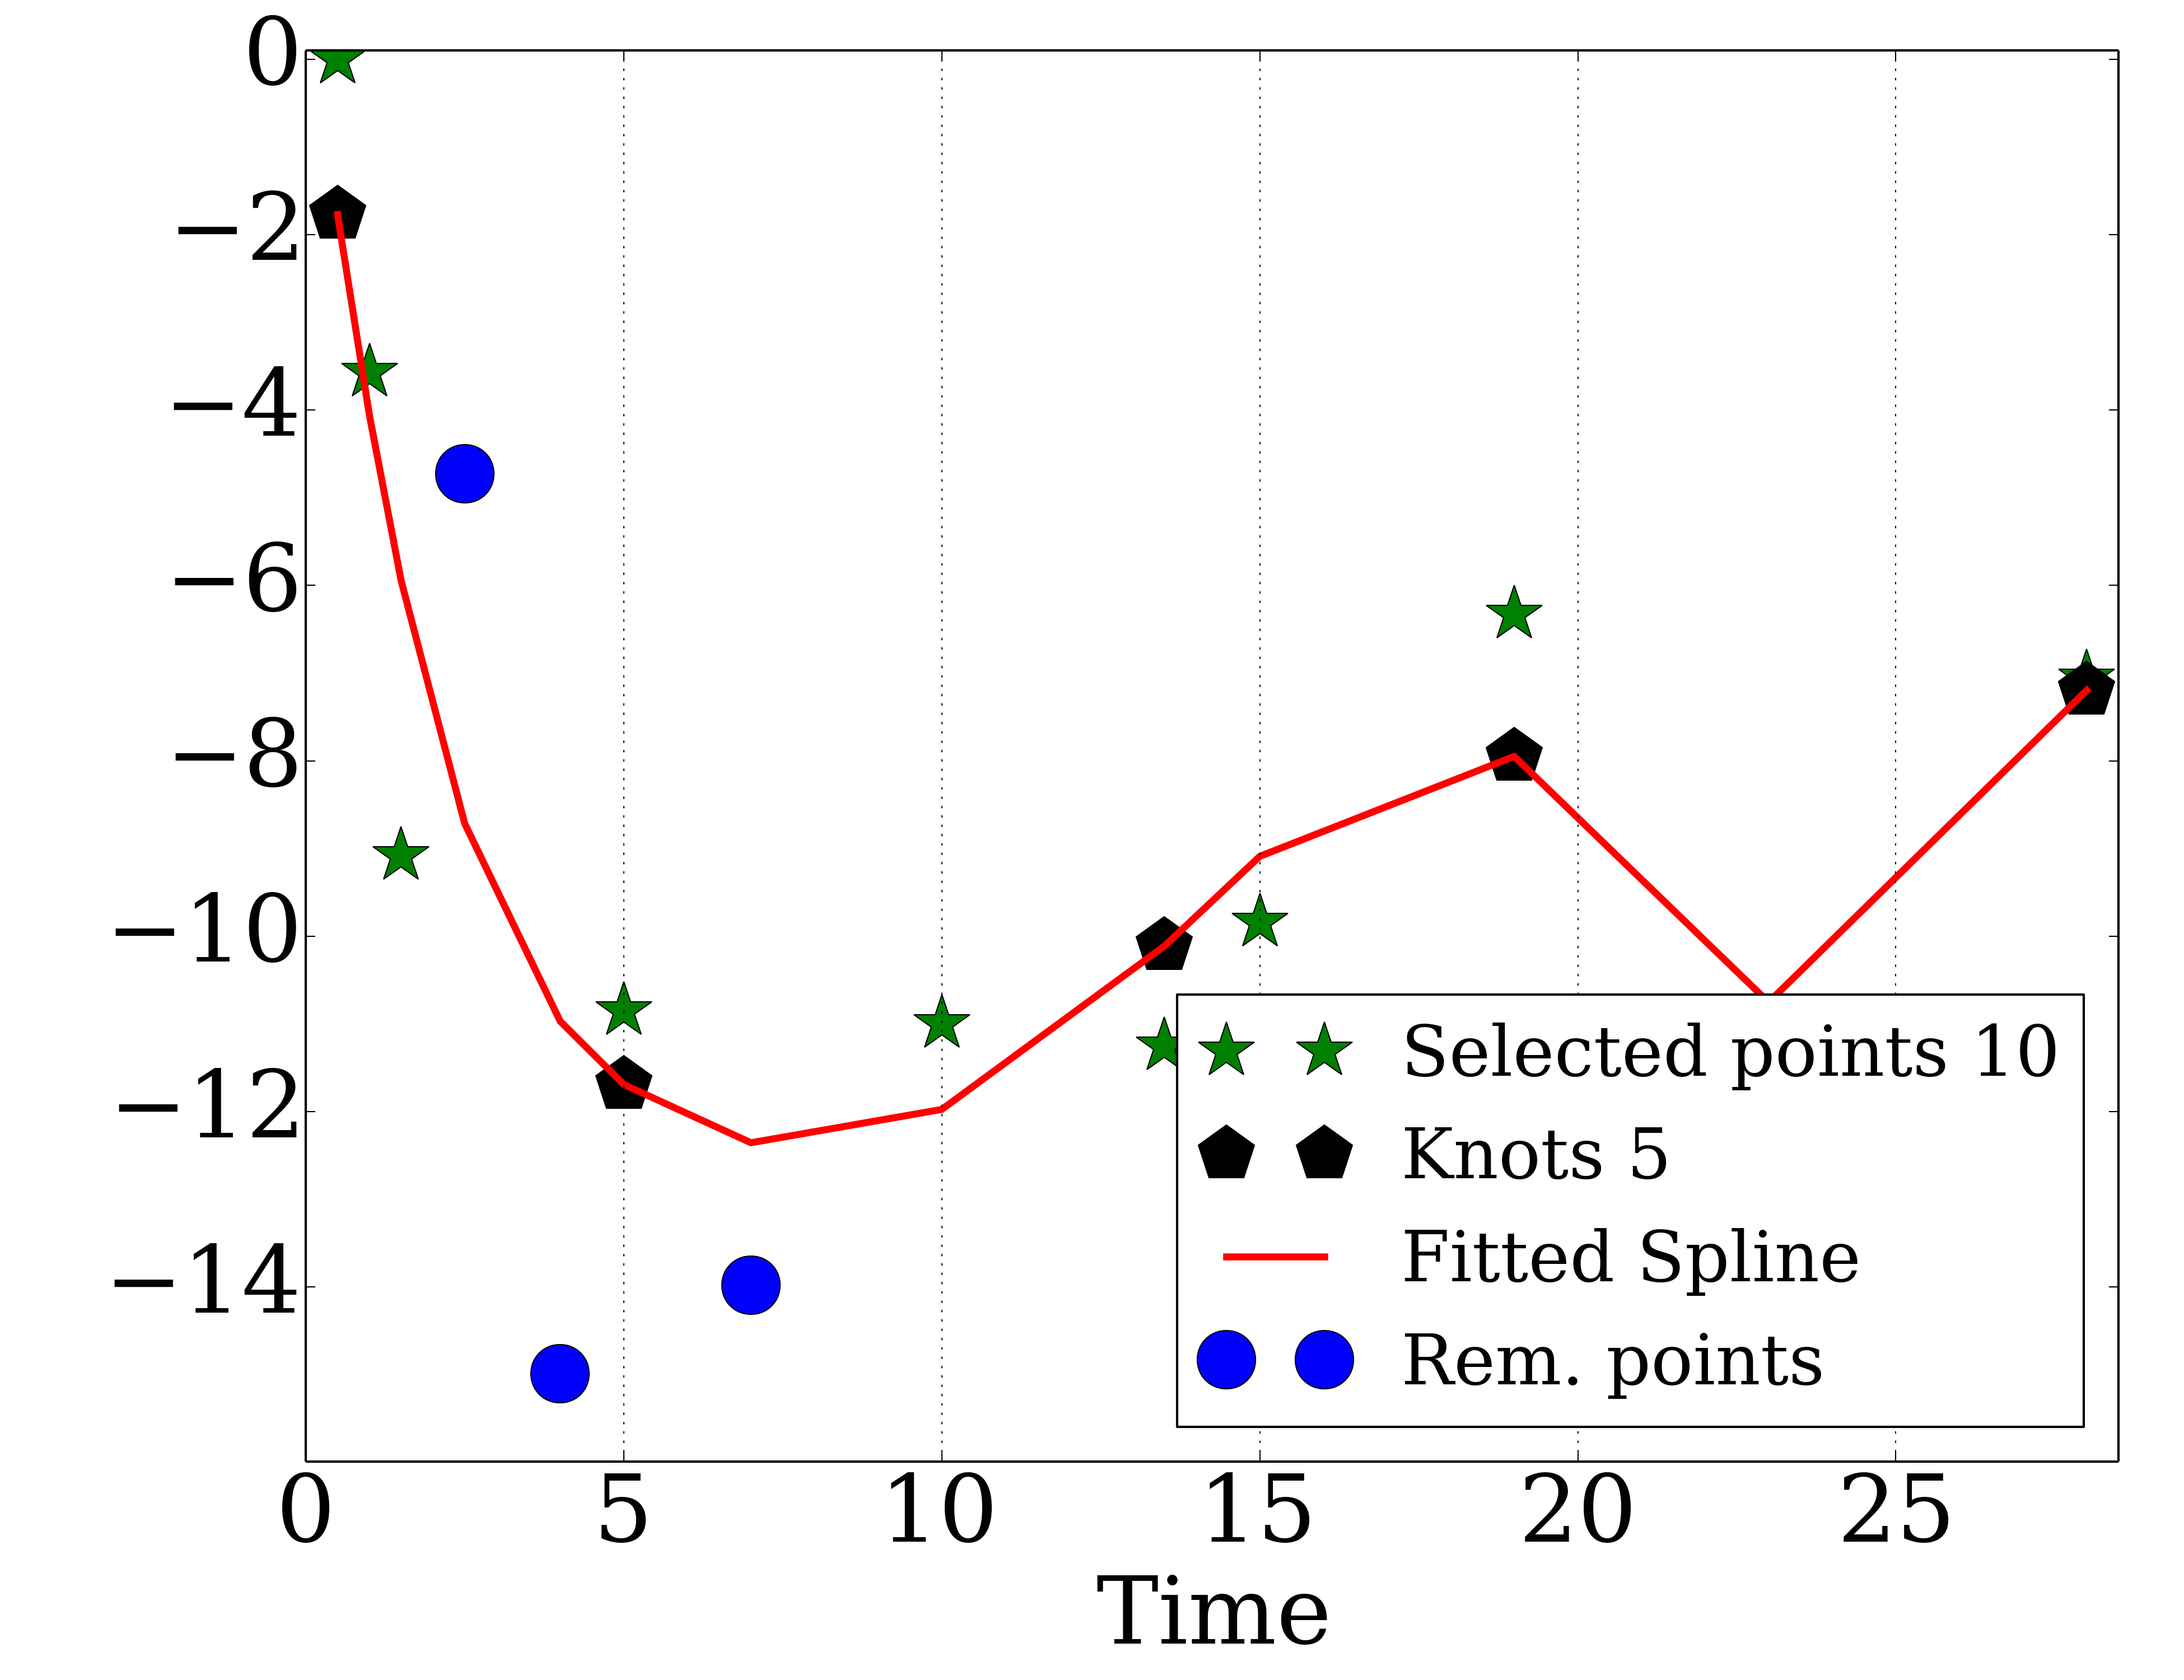 0
−2
−4
−6
−8
−10
−12
−14
0 5 10 15 20 25
Time
Selected points 10
Knots 5
Fitted Spline
Rem. points